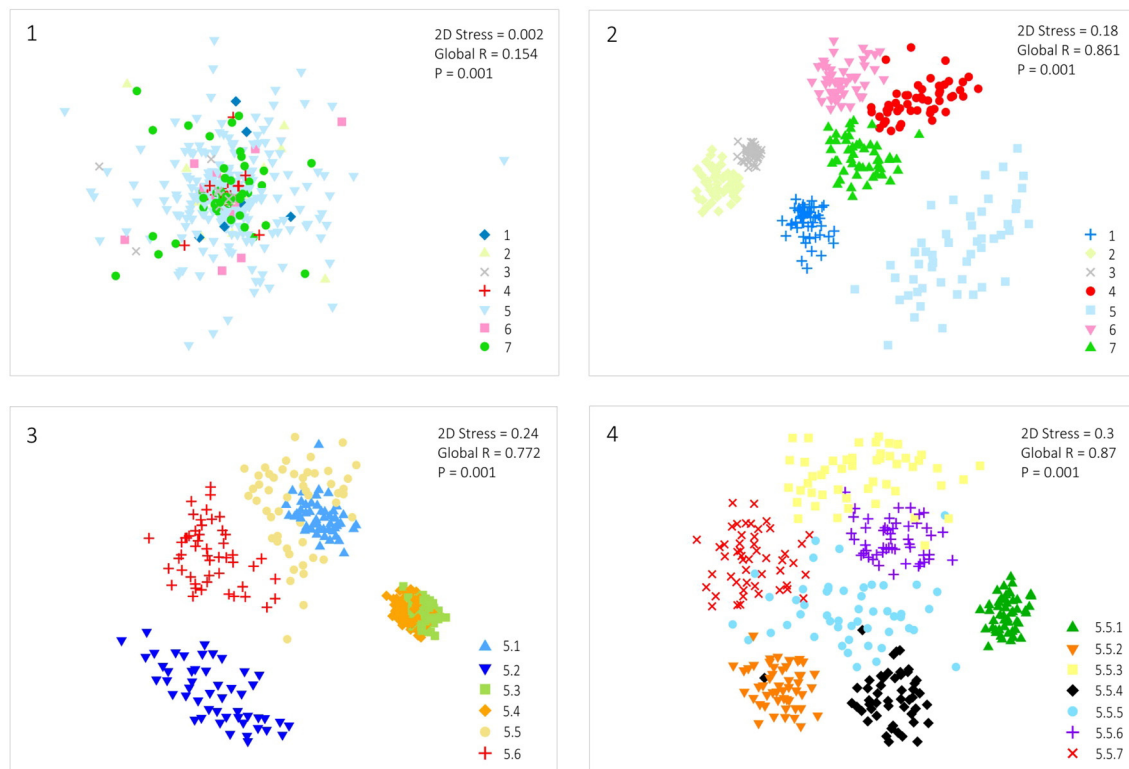 1
2D Stress = 0.002
Global R = 0.154
P = 0.001
1
2
3
4
5
6
7
2
2D Stress = 0.18
Global R = 0.861
P = 0.001
1
2
3
4
5
6
7
3
2D Stress = 0.24
Global R = 0.772
P = 0.001
5.1
5.2
5.3
5.4
5.5
5.6
4
2D Stress = 0.3
Global R = 0.87
P = 0.001
5.5.1
5.5.2
5.5.3
5.5.4
5.5.5
5.5.6
5.5.7